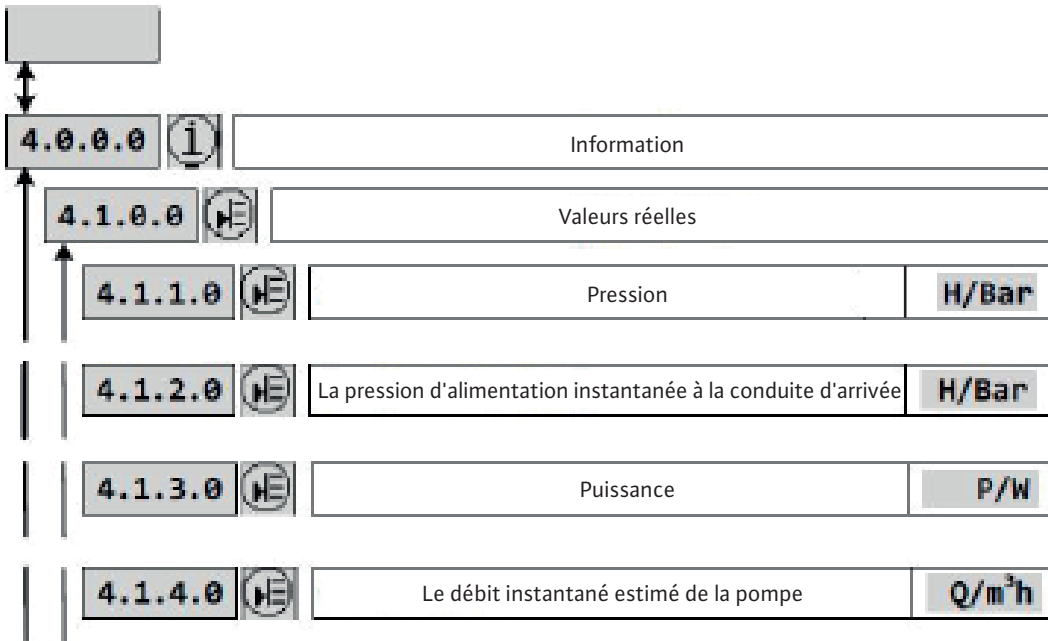 4.0.0.0 i Information
4.1.0.0 Valeurs réelles
4.1.1.0 Pression H/Bar
4.1.2.0 La pression d'alimentation instantanée à la conduite d'arrivée H/Bar
4.1.3.0 Puissance P/W
4.1.4.0 Le débit instantané estimé de la pompe Q/m³h